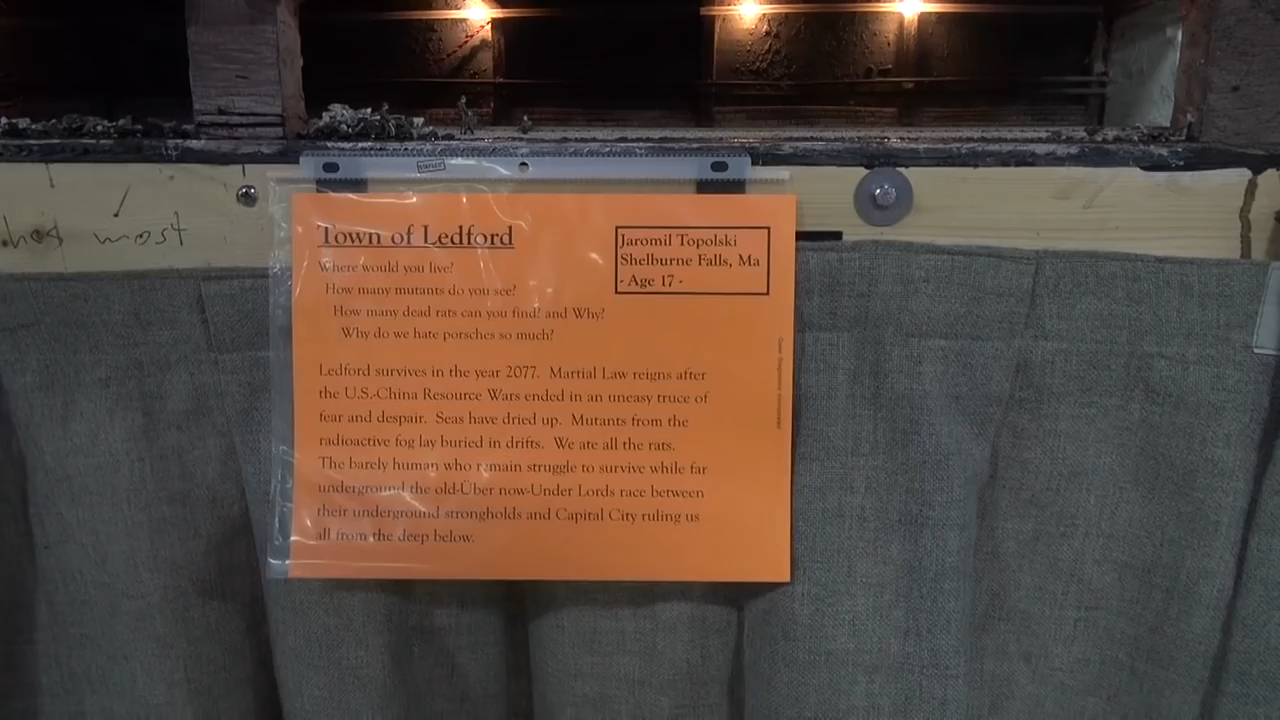 STAPLES
hes most
Town of Ledford
Jaromil Topolski
Shelburne Falls, Ma
- Age 17 -
Where would you live?
How many mutants do you see?
How many dead rats can you find? and Why?
Why do we hate porsches so much?
Ledford survives in the year 2077. Martial Law reigns after
the U.S.-China Resource Wars ended in an uneasy truce of
fear and despair. Seas have dried up. Mutants from the
radioactive fog lay buried in drifts. We ate all the rats.
The barely human who remain struggle to survive while far
underground the old-Über now-Under Lords race between
their underground strongholds and Capital City ruling us
all from the deep below.